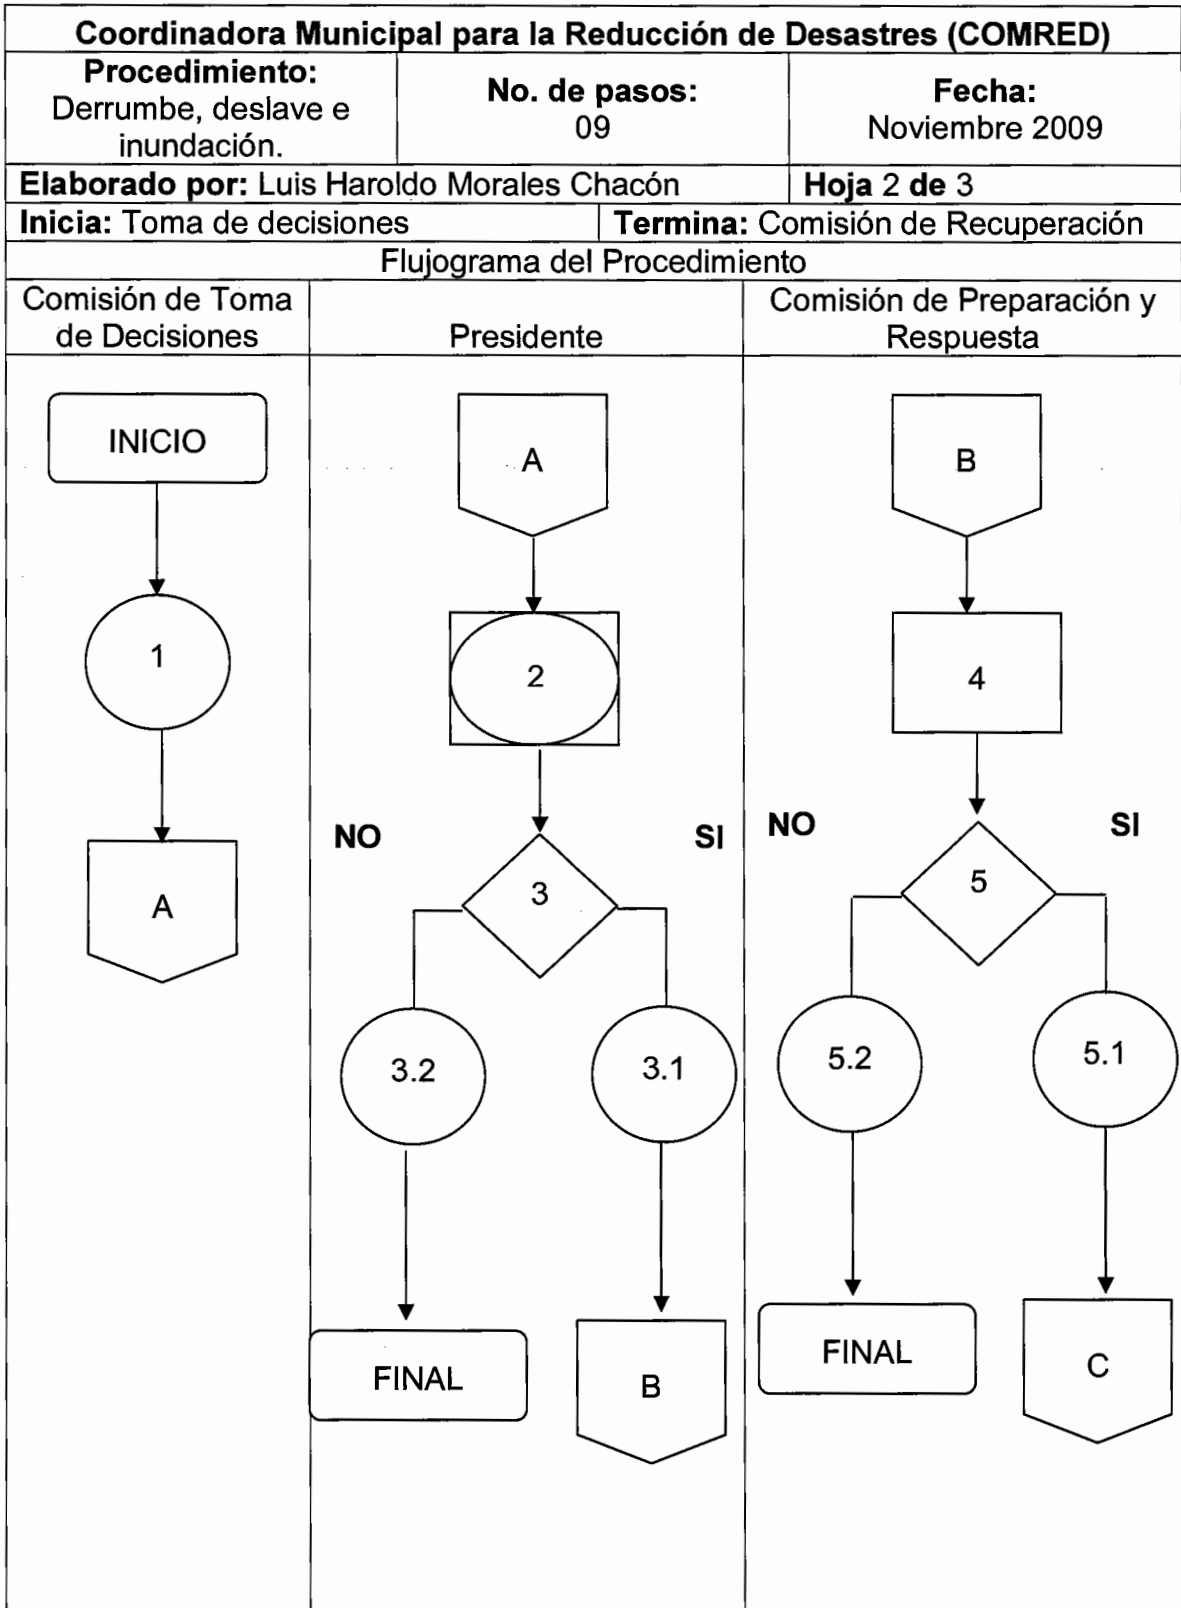 Coordinadora Municipal para la Reducción de Desastres (COMRED)
Procedimiento:
Derrumbe, deslave e
inundación.
No. de pasos:
09
Fecha:
Noviembre 2009
Elaborado por: Luis Haroldo Morales Chacón
Hoja 2 de 3
Inicia: Toma de decisiones
Termina: Comisión de Recuperación
Flujograma del Procedimiento
Comisión de Toma
de Decisiones
Presidente
Comisión de Preparación y
Respuesta
INICIO
1
A
A
2
NO
SI
3
3.2
3.1
FINAL
B
B
4
NO
SI
5
5.2
5.1
FINAL
C